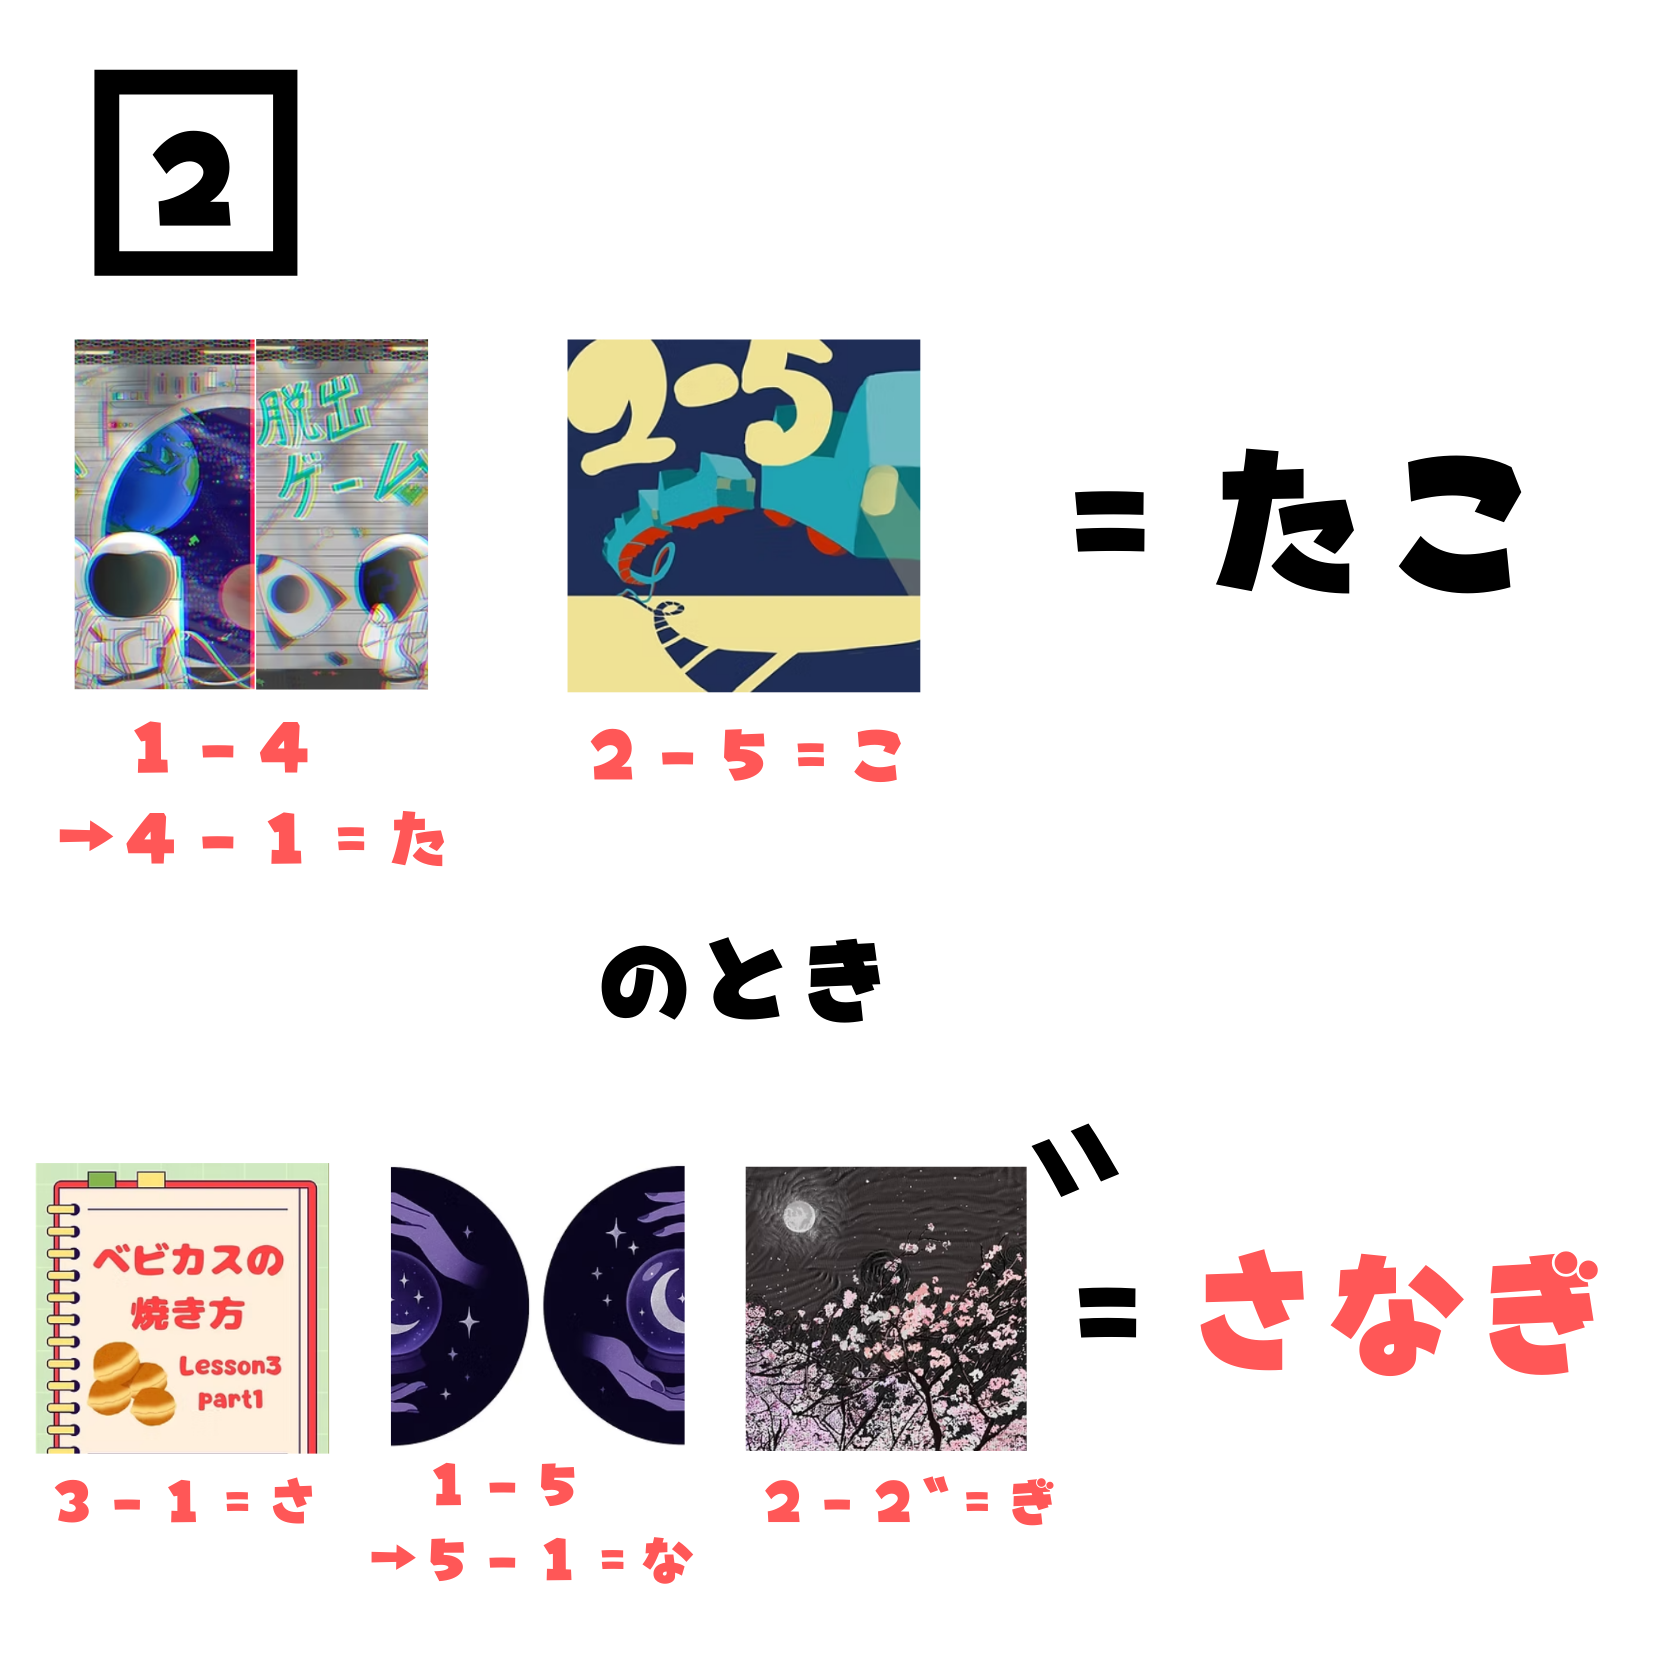 2
脱出
ゲーム
2-5
= たこ
1 - 4
→4 - 1 = た
2 - 5 = こ
のとき
ベビカスの
焼き方
Lesson3
part1
゛
= さなぎ
3 - 1 = さ
1 - 5
→5 - 1 = な
2 - 2゛ = ぎ